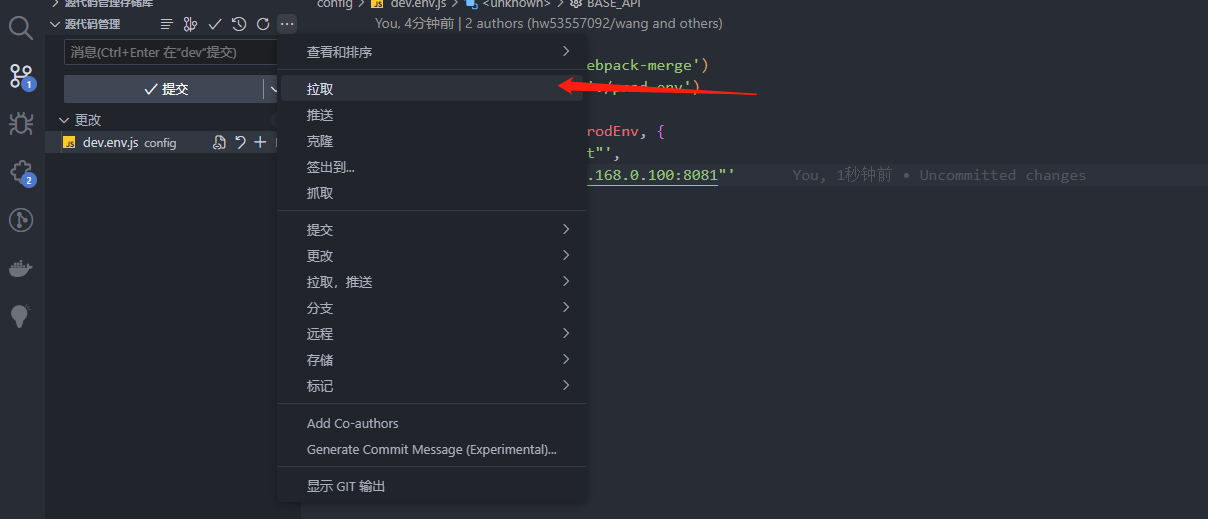 源代码管理存储库
config > dev.env.js > <unknown> > BASE_API
源代码管理
You, 4分钟前 | 2 authors (hw53557092/wang and others)
消息(Ctrl+Enter 在"dev"提交)
提交
更改
dev.env.js config
1
2
查看和排序
拉取
推送
克隆
签出到...
抓取
提交
更改
拉取，推送
分支
远程
存储
标记
Add Co-authors
Generate Commit Message (Experimental)...
显示 GIT 输出
ebpack-merge')
prod.env')
rodEnv, {
t"',
.168.0.100:8081"' You, 1秒钟前 • Uncommitted changes